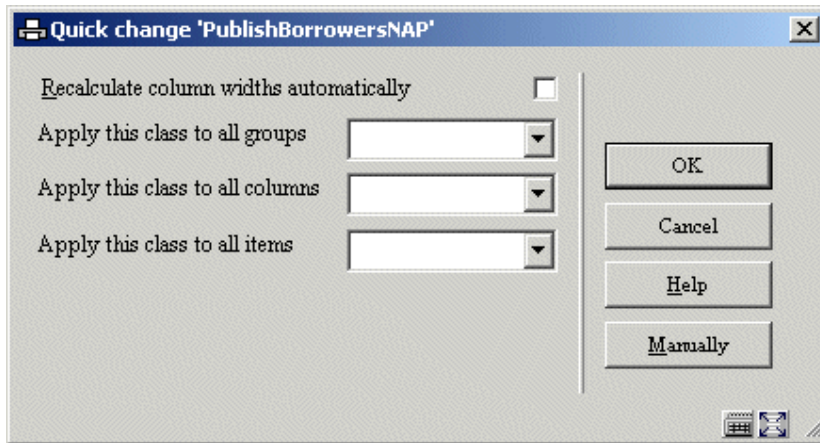 Quick change 'PublishBorrowersNAP'
Recalculate column widths automatically
Apply this class to all groups
Apply this class to all columns
Apply this class to all items
OK
Cancel
Help
Manually